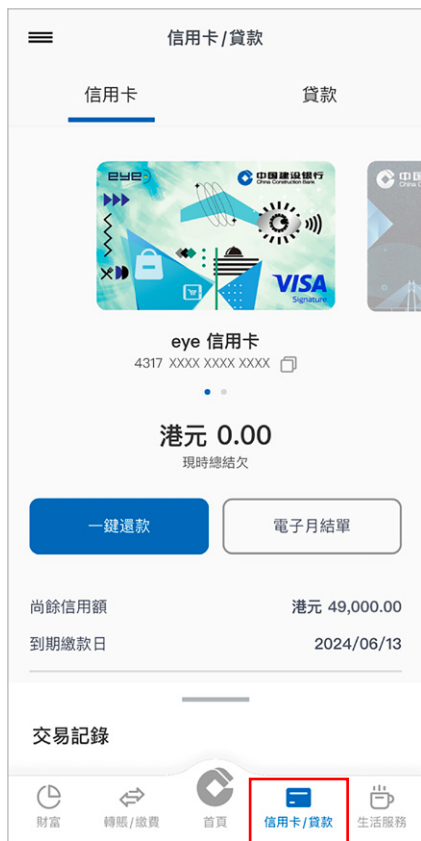 信用卡/貸款
信用卡
貸款
eye
中国建设银行
China Construction Bank
VISA
Signature
eye 信用卡
4317 XXXX XXXX XXXX
港元 0.00
現時總結欠
一鍵還款
電子月結單
尚餘信用額
港元 49,000.00
到期繳款日
2024/06/13
交易記錄
財富
轉賬/繳費
首頁
信用卡/貸款
生活服務